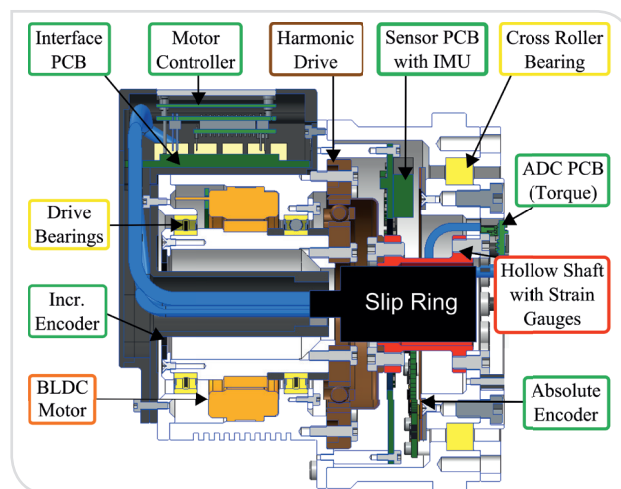 Interface
PCB
Motor
Controller
Harmonic
Drive
Sensor PCB
with IMU
Cross Roller
Bearing
ADC PCB
(Torque)
Drive
Bearings
Hollow Shaft
with Strain
Gauges
Slip Ring
Incr.
Encoder
BLDC
Motor
Absolute
Encoder